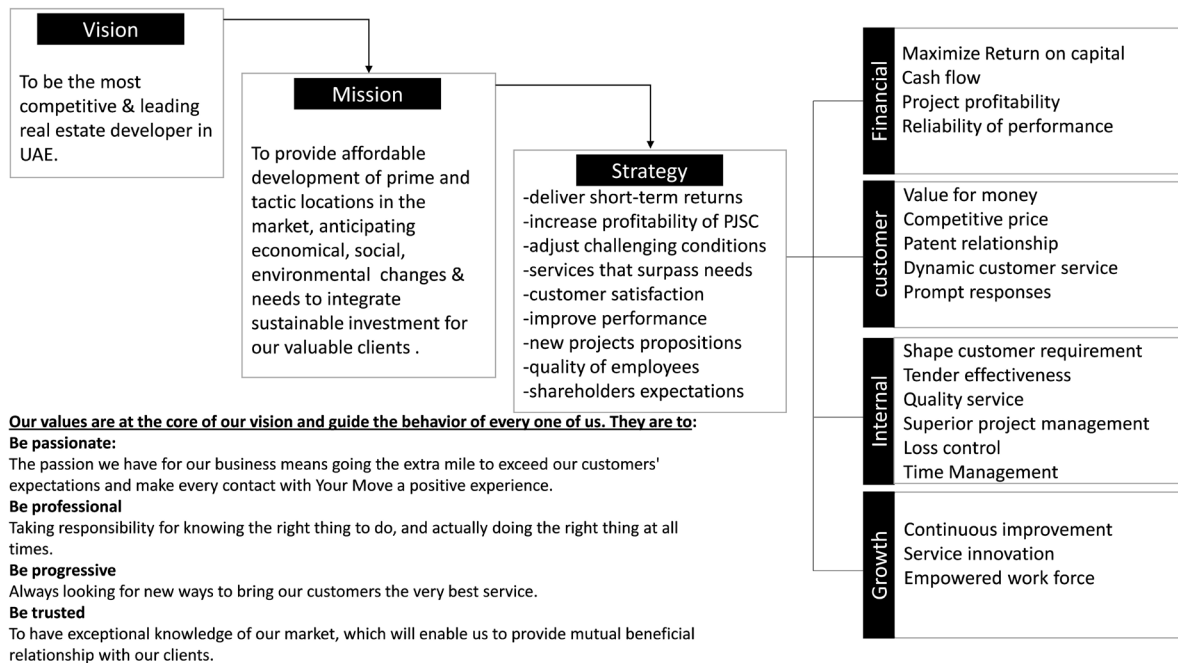 Vision
To be the most
competitive & leading
real estate developer in
UAE.
Mission
To provide affordable
development of prime and
tactic locations in the
market, anticipating
economical, social,
environmental changes &
needs to integrate
sustainable investment for
our valuable clients .
Strategy
-deliver short-term returns
-increase profitability of PJSC
-adjust challenging conditions
-services that surpass needs
-customer satisfaction
-improve performance
-new projects propositions
-quality of employees
-shareholders expectations
Financial
Maximize Return on capital
Cash flow
Project profitability
Reliability of performance
customer
Value for money
Competitive price
Patent relationship
Dynamic customer service
Prompt responses
Internal
Shape customer requirement
Tender effectiveness
Quality service
Superior project management
Loss control
Time Management
Growth
Continuous improvement
Service innovation
Empowered work force
Our values are at the core of our vision and guide the behavior of every one of us. They are to:
Be passionate:
The passion we have for our business means going the extra mile to exceed our customers'
expectations and make every contact with Your Move a positive experience.
Be professional
Taking responsibility for knowing the right thing to do, and actually doing the right thing at all
times.
Be progressive
Always looking for new ways to bring our customers the very best service.
Be trusted
To have exceptional knowledge of our market, which will enable us to provide mutual beneficial
relationship with our clients.